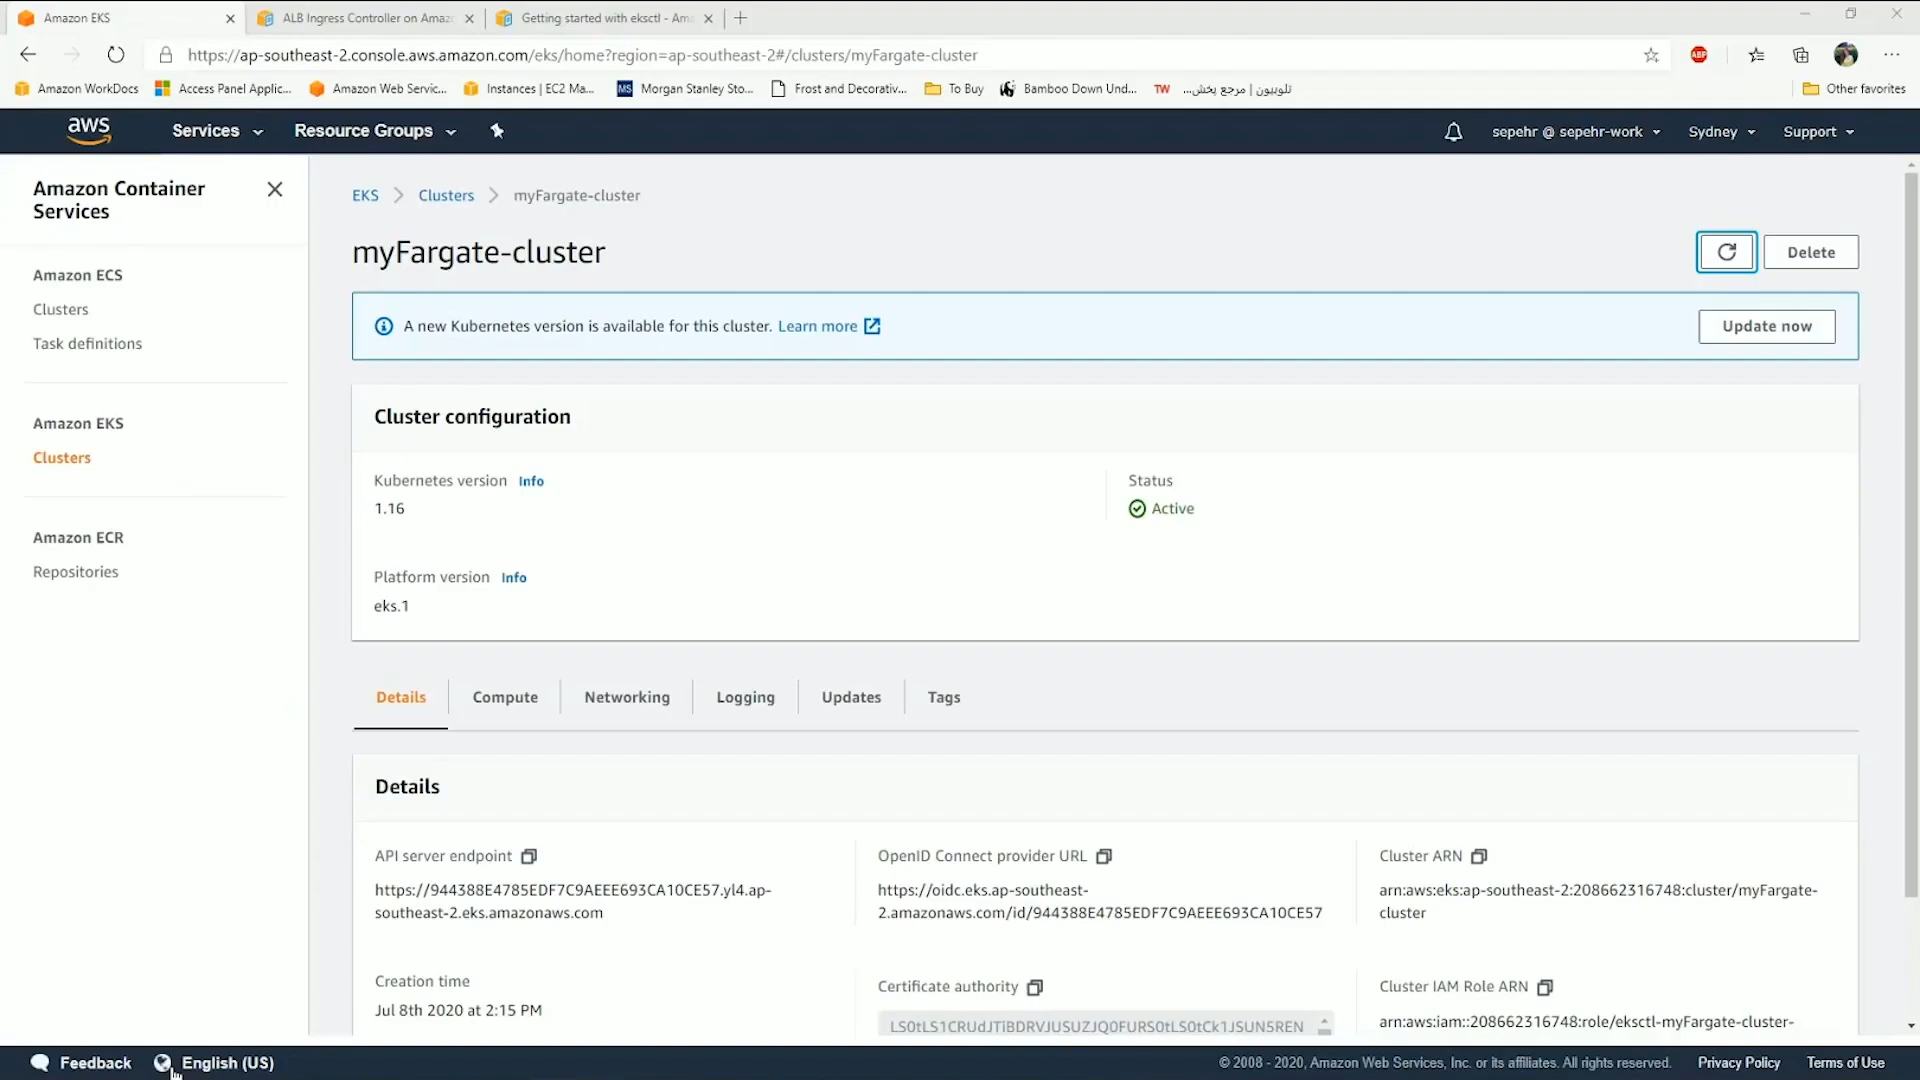 Amazon EKS
ALB Ingress Controller on Amaz
Getting started with eksctl - Am
https://ap-southeast-2.console.aws.amazon.com/eks/home?region=ap-southeast-2#/clusters/myFargate-cluster
ABP
Amazon WorkDocs
Access Panel Applic...
Amazon Web Servic...
Instances | EC2 Ma...
MS Morgan Stanley Sto...
Frost and Decorativ...
To Buy
Bamboo Down Und...
TW تلوبیون | مرجع پخش...
Other favorites
aws
Services
Resource Groups
sepehr @ sepehr-work
Sydney
Support
Amazon Container
Services
Amazon ECS
Clusters
Task definitions
Amazon EKS
Clusters
Amazon ECR
Repositories
EKS
Clusters
myFargate-cluster
myFargate-cluster
Delete
A new Kubernetes version is available for this cluster. Learn more
Update now
Cluster configuration
Kubernetes version Info
1.16
Status
Active
Platform version Info
eks.1
Details
Compute
Networking
Logging
Updates
Tags
Details
API server endpoint
https://944388E4785EDF7C9AEEE693CA10CE57.yl4.ap-
southeast-2.eks.amazonaws.com
OpenID Connect provider URL
https://oidc.eks.ap-southeast-
2.amazonaws.com/id/944388E4785EDF7C9AEEE693CA10CE57
Cluster ARN
arn:aws:eks:ap-southeast-2:208662316748:cluster/myFargate-
cluster
Creation time
Jul 8th 2020 at 2:15 PM
Certificate authority
LS0tLS1CRUdJTiBDRVJUSUZJQ0FURS0tLS0tCk1JSUN5REN
Cluster IAM Role ARN
arn:aws:iam::208662316748:role/eksctl-myFargate-cluster-
Feedback
English (US)
© 2008 - 2020, Amazon Web Services, Inc. or its affiliates. All rights reserved.
Privacy Policy
Terms of Use